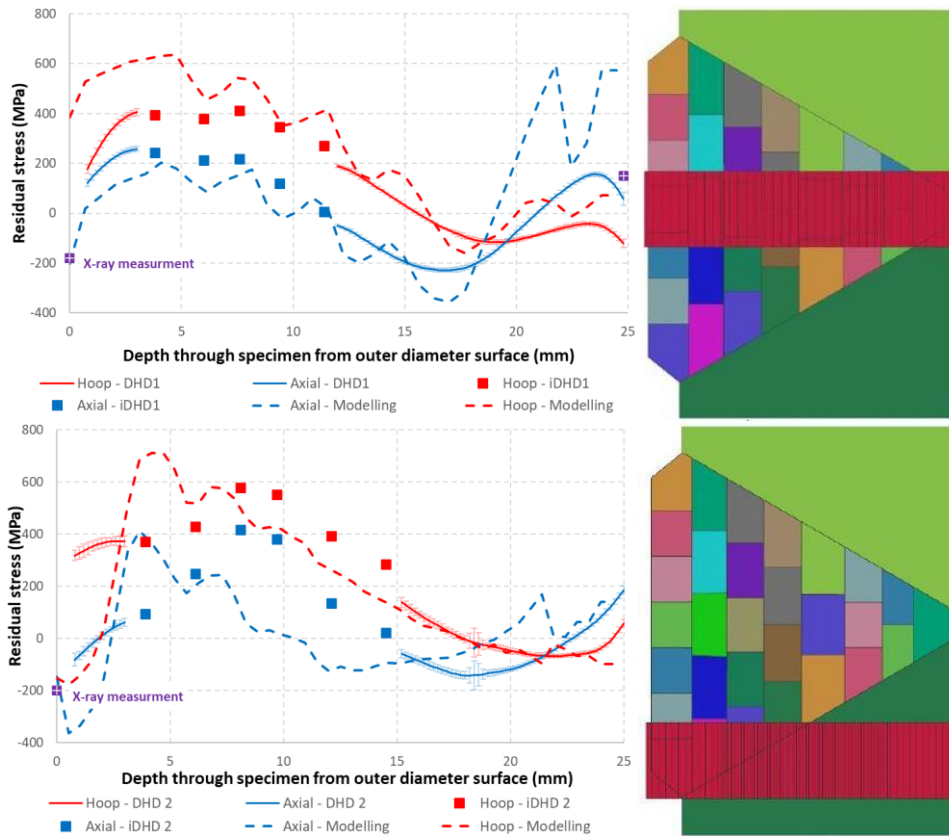 800
600
400
200
0
-200
-400
Residual stress (MPa)
X-ray measurment
0 5 10 15 20 25
Depth through specimen from outer diameter surface (mm)
Hoop - DHD1 Axial - DHD1 Hoop - iDHD1
Axial - iDHD1 Axial - Modelling Hoop - Modelling
800
600
400
200
0
-200
-400
Residual stress (MPa)
X-ray measurment
0 5 10 15 20 25
Depth through specimen from outer diameter surface (mm)
Hoop - DHD 2 Axial - DHD 2 Hoop - iDHD 2
Axial - iDHD 2 Axial - Modelling Hoop - Modelling